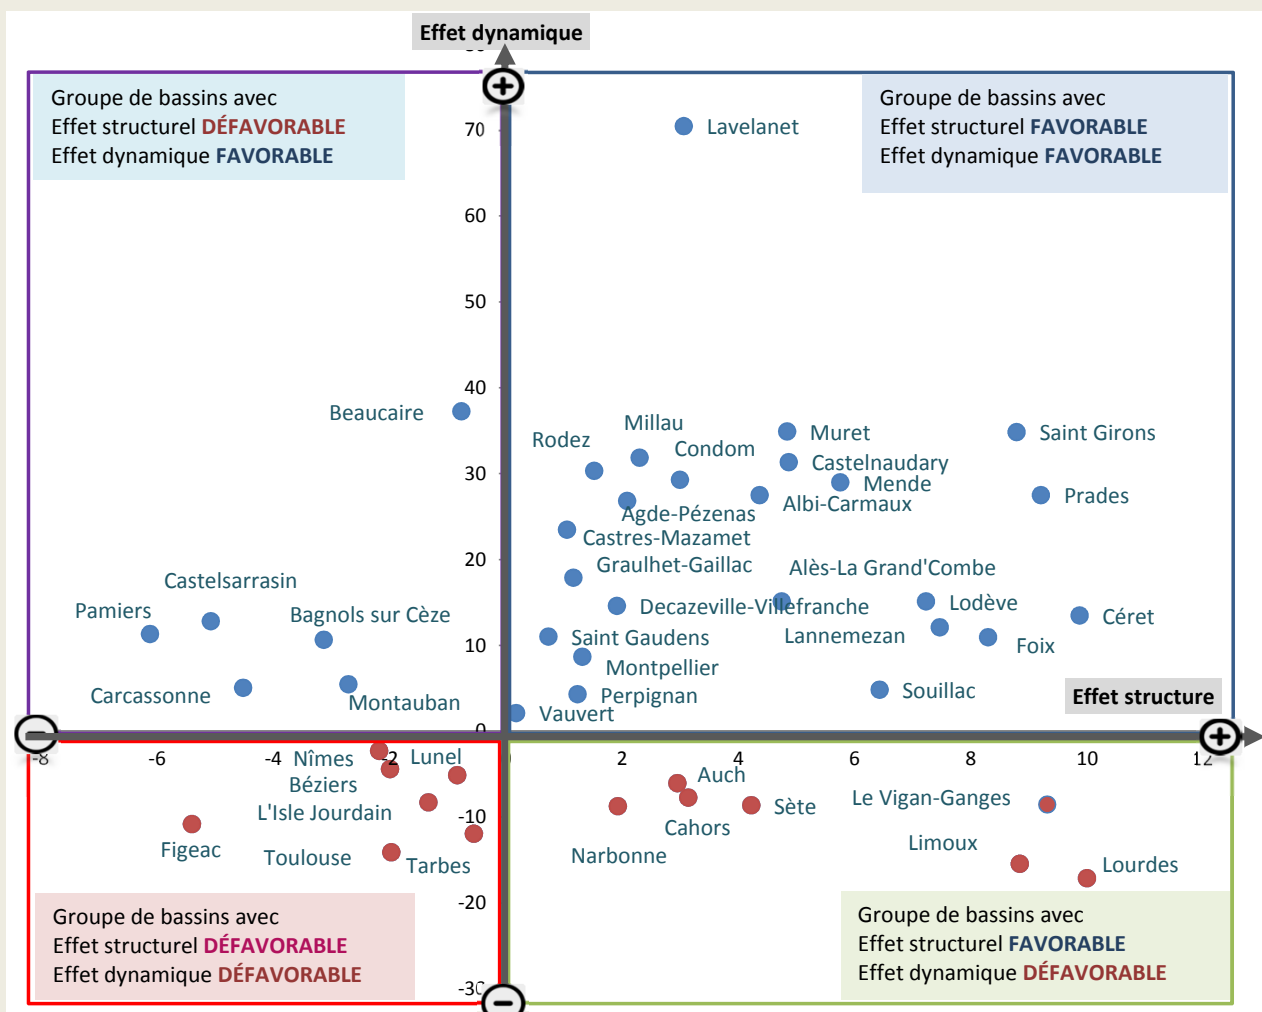 Effet dynamique
80
Groupe de bassins avec
Effet structurel DÉFAVORABLE
Effet dynamique FAVORABLE
Groupe de bassins avec
Effet structurel FAVORABLE
Effet dynamique FAVORABLE
70
Lavelanet
60
50
40
Beaucaire
Millau
Muret
Saint Girons
Rodez
Condom
Castelnaudary
30
Mende
Prades
Albi-Carmaux
Agde-Pézenas
Castres-Mazamet
20
Graulhet-Gaillac
Alès-La Grand'Combe
Castelsarrasin
Pamiers
Bagnols sur Cèze
Decazeville-Villefranche
Lodève
Céret
10
Saint Gaudens
Lannemezan
Foix
Montpellier
Carcassonne
Montauban
Perpignan
Souillac
Effet structure
Vauvert
0
-8
-6
-4
-2
0
2
4
6
8
10
12
Nîmes
Lunel
Béziers
Auch
L'Isle Jourdain
-10
Cahors
Sète
Le Vigan-Ganges
Figeac
Toulouse
Tarbes
Narbonne
Limoux
Lourdes
-20
Groupe de bassins avec
Effet structurel DÉFAVORABLE
Effet dynamique DÉFAVORABLE
Groupe de bassins avec
Effet structurel FAVORABLE
Effet dynamique DÉFAVORABLE
-30